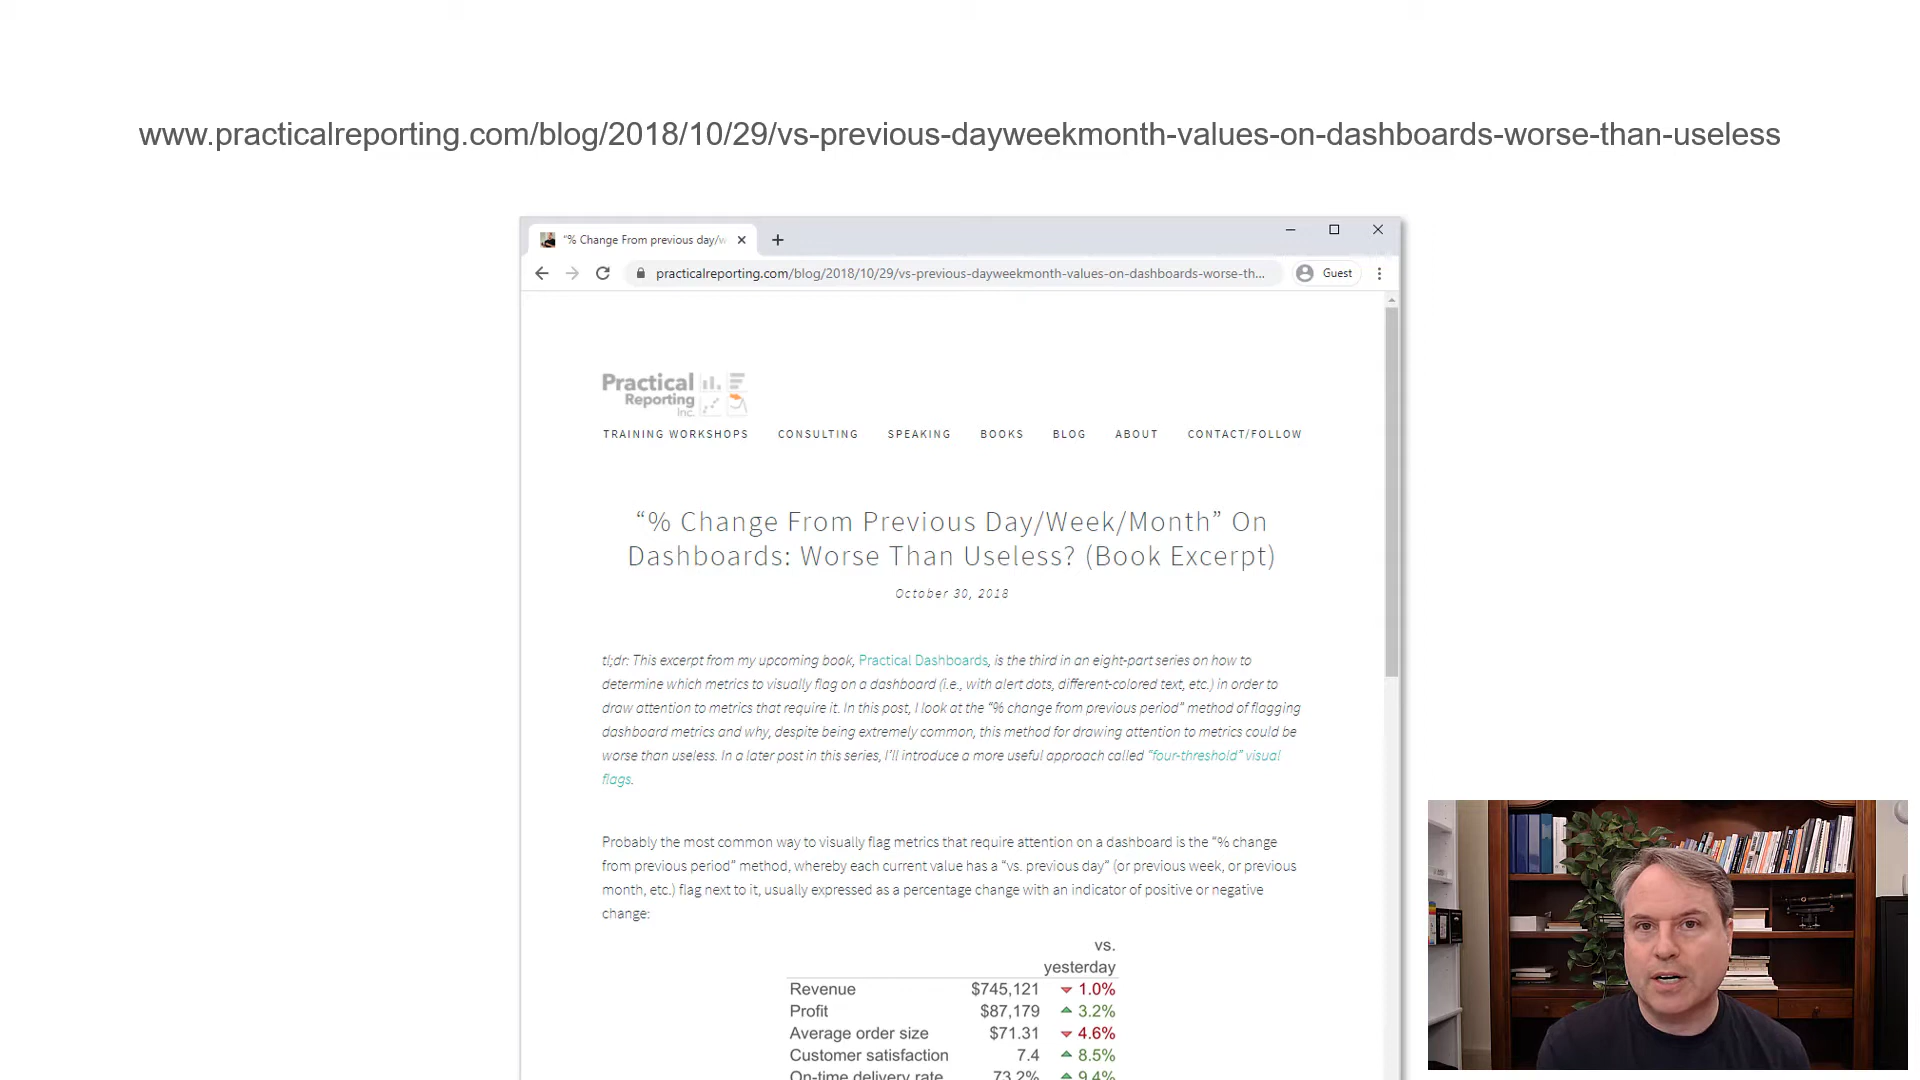 www.practicalreporting.com/blog/2018/10/29/vs-previous-dayweekmonth-values-on-dashboards-worse-than-useless
"% Change From previous day/w
practicalreporting.com/blog/2018/10/29/vs-previous-dayweekmonth-values-on-dashboards-worse-th...
Guest
Practical
Reporting
Inc.
TRAINING WORKSHOPS CONSULTING SPEAKING BOOKS BLOG ABOUT CONTACT/FOLLOW
“% Change From Previous Day/Week/Month” On
Dashboards: Worse Than Useless? (Book Excerpt)
October 30, 2018
tl;dr: This excerpt from my upcoming book, Practical Dashboards, is the third in an eight-part series on how to
determine which metrics to visually flag on a dashboard (i.e., with alert dots, different-colored text, etc.) in order to
draw attention to metrics that require it. In this post, I look at the “% change from previous period” method of flagging
dashboard metrics and why, despite being extremely common, this method for drawing attention to metrics could be
worse than useless. In a later post in this series, I’ll introduce a more useful approach called “four-threshold” visual
flags.
Probably the most common way to visually flag metrics that require attention on a dashboard is the “% change
from previous period” method, whereby each current value has a “vs. previous day” (or previous week, or previous
month, etc.) flag next to it, usually expressed as a percentage change with an indicator of positive or negative
change:
vs.
yesterday
Revenue $745,121 1.0%
Profit $87,179 3.2%
Average order size $71.31 4.6%
Customer satisfaction 7.4 8.5%
On-time delivery rate 73.2% 9.4%